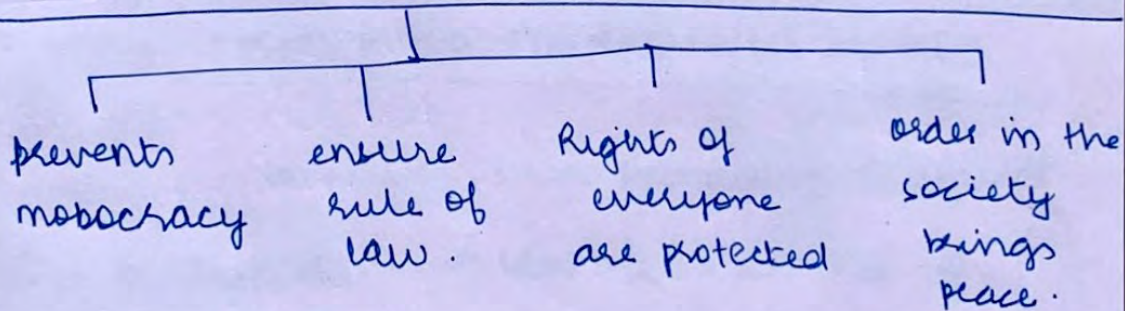 prevents
mobocracy
ensure
rule of
law.
Rights of
everyone
are protected
order in the
society
brings
peace.